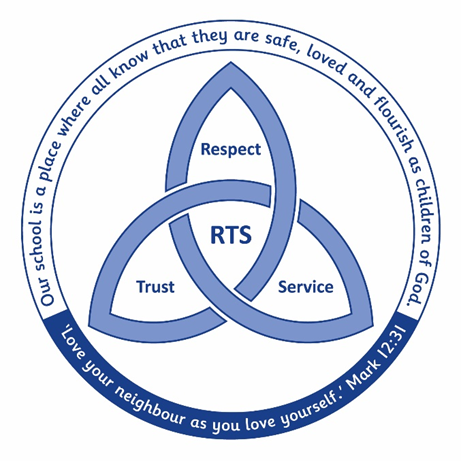 Our school is a place where all know that they are safe, loved and flourish as children of God.
Respect
RTS
Trust
Service
'Love your neighbour as you love yourself.' Mark 12:31